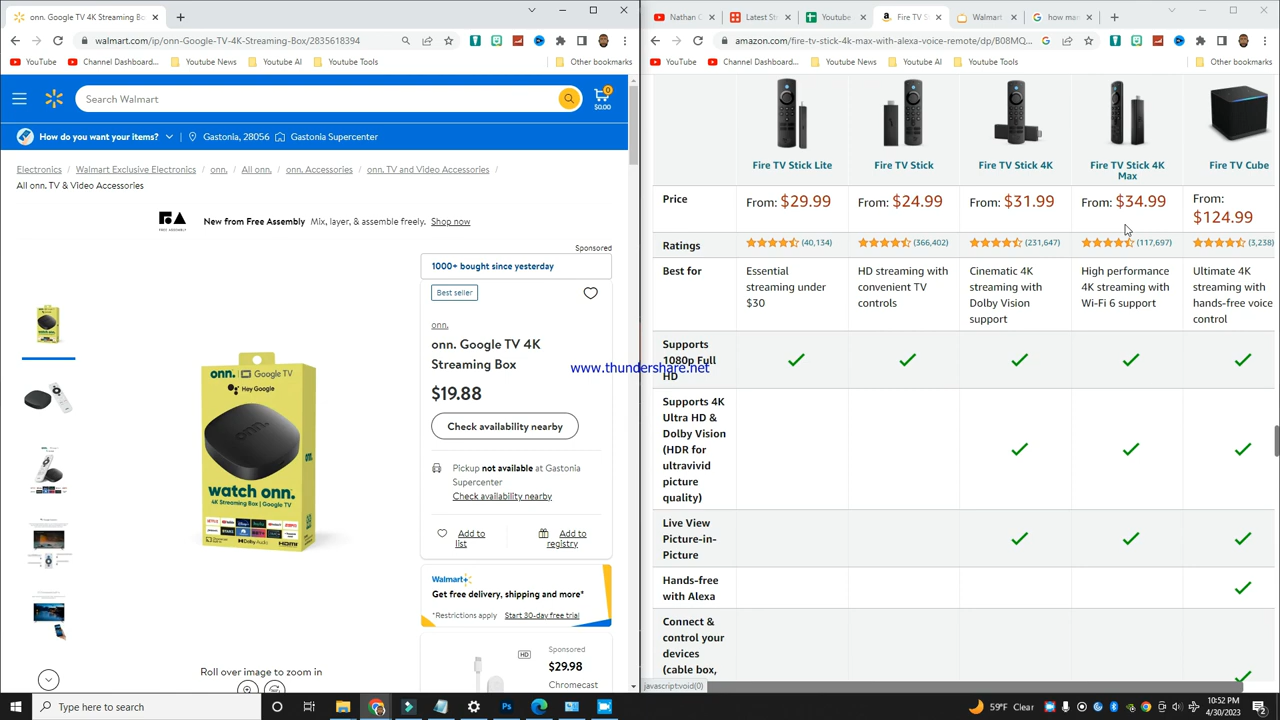 onn. Google TV 4K Streaming Bo
walmart.com/ip/onn-Google-TV-4K-Streaming-Box/2835618394
YouTube
Channel Dashboard...
Youtube News
Youtube AI
Youtube Tools
Other bookmarks
Search Walmart
0
$0.00
How do you want your items?
Gastonia, 28056
Gastonia Supercenter
Electronics / Walmart Exclusive Electronics / onn. / All onn. / onn. Accessories / onn. TV and Video Accessories /
All onn. TV & Video Accessories
New from Free Assembly Mix, layer, & assemble freely. Shop now
FREE ASSEMBLY
Sponsored
1000+ bought since yesterday
Best seller
onn.
onn. Google TV 4K
Streaming Box
$19.88
Check availability nearby
Pickup not available at Gastonia
Supercenter
Check availability nearby
Add to
list
Add to
registry
Walmart+
Get free delivery, shipping and more*
*Restrictions apply Start 30-day free trial
HD
Sponsored
$29.98
Chromecast
onn. Google TV
Hey Google
onn.
watch onn.
4K Streaming Box | Google TV
Dolby Audio
HDMI
Roll over image to zoom in
www.thundershare.net
Nathan C
Latest St
Youtube
Fire TV S
Walmart
how mar
amazon.com/fire-tv-stick-4k-max-with-alexa-voice-remote/dp/B08MQ...
YouTube
Channel Dashboard...
Youtube News
Youtube AI
Youtube Tools
Other bookmarks
Fire TV Stick Lite
Fire TV Stick
Fire TV Stick 4K
Fire TV Stick 4K
Max
Fire TV Cube
Price
From: $29.99
From: $24.99
From: $31.99
From: $34.99
From:
$124.99
Ratings
(40,134)
(366,402)
(231,647)
(117,697)
(3,238)
Best for
Essential
streaming under
$30
HD streaming with
convenient TV
controls
Cinematic 4K
streaming with
Dolby Vision
support
High performance
4K streaming with
Wi-Fi 6 support
Ultimate 4K
streaming with
hands-free voice
control
Supports
1080p Full
HD
Supports 4K
Ultra HD &
Dolby Vision
(HDR for
ultravivid
picture
quality)
Live View
Picture-in-
Picture
Hands-free
with Alexa
Connect &
control your
devices
(cable box,
javascript:void(0)
Type here to search
59°F Clear
10:52 PM
4/30/2023